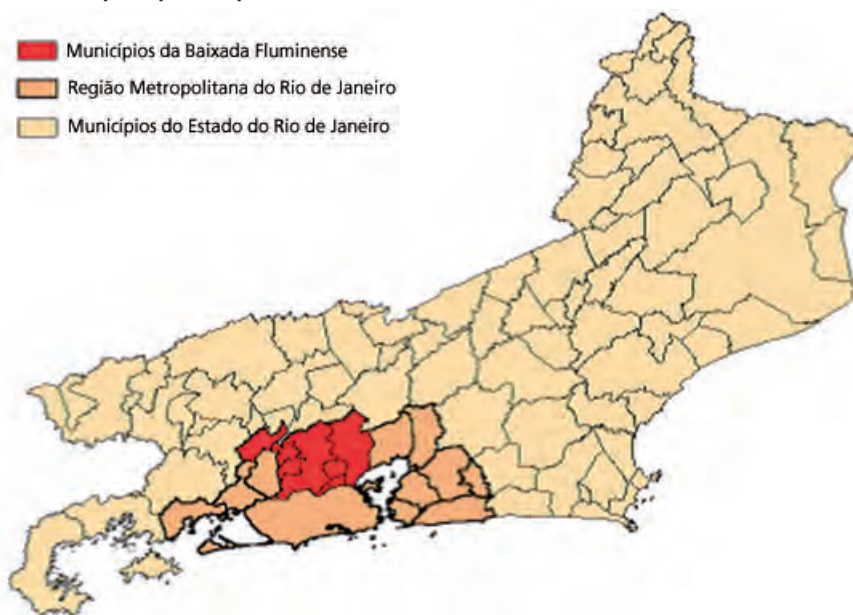 Municípios da Baixada Fluminense
Região Metropolitana do Rio de Janeiro
Municípios do Estado do Rio de Janeiro